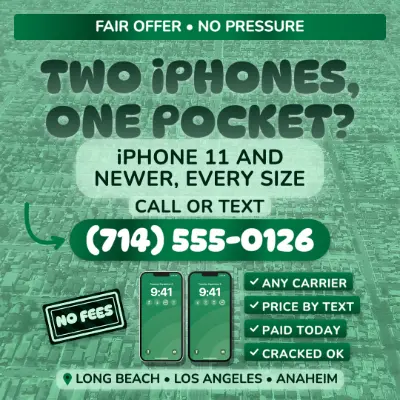 FAIR OFFER • NO PRESSURE
TWO iPHONES,
ONE POCKET?
iPHONE 11 AND
NEWER, EVERY SIZE
CALL OR TEXT
(714) 555-0126
NO FEES
9:41
9:41
✓ ANY CARRIER
✓ PRICE BY TEXT
✓ PAID TODAY
✓ CRACKED OK
LONG BEACH • LOS ANGELES • ANAHEIM